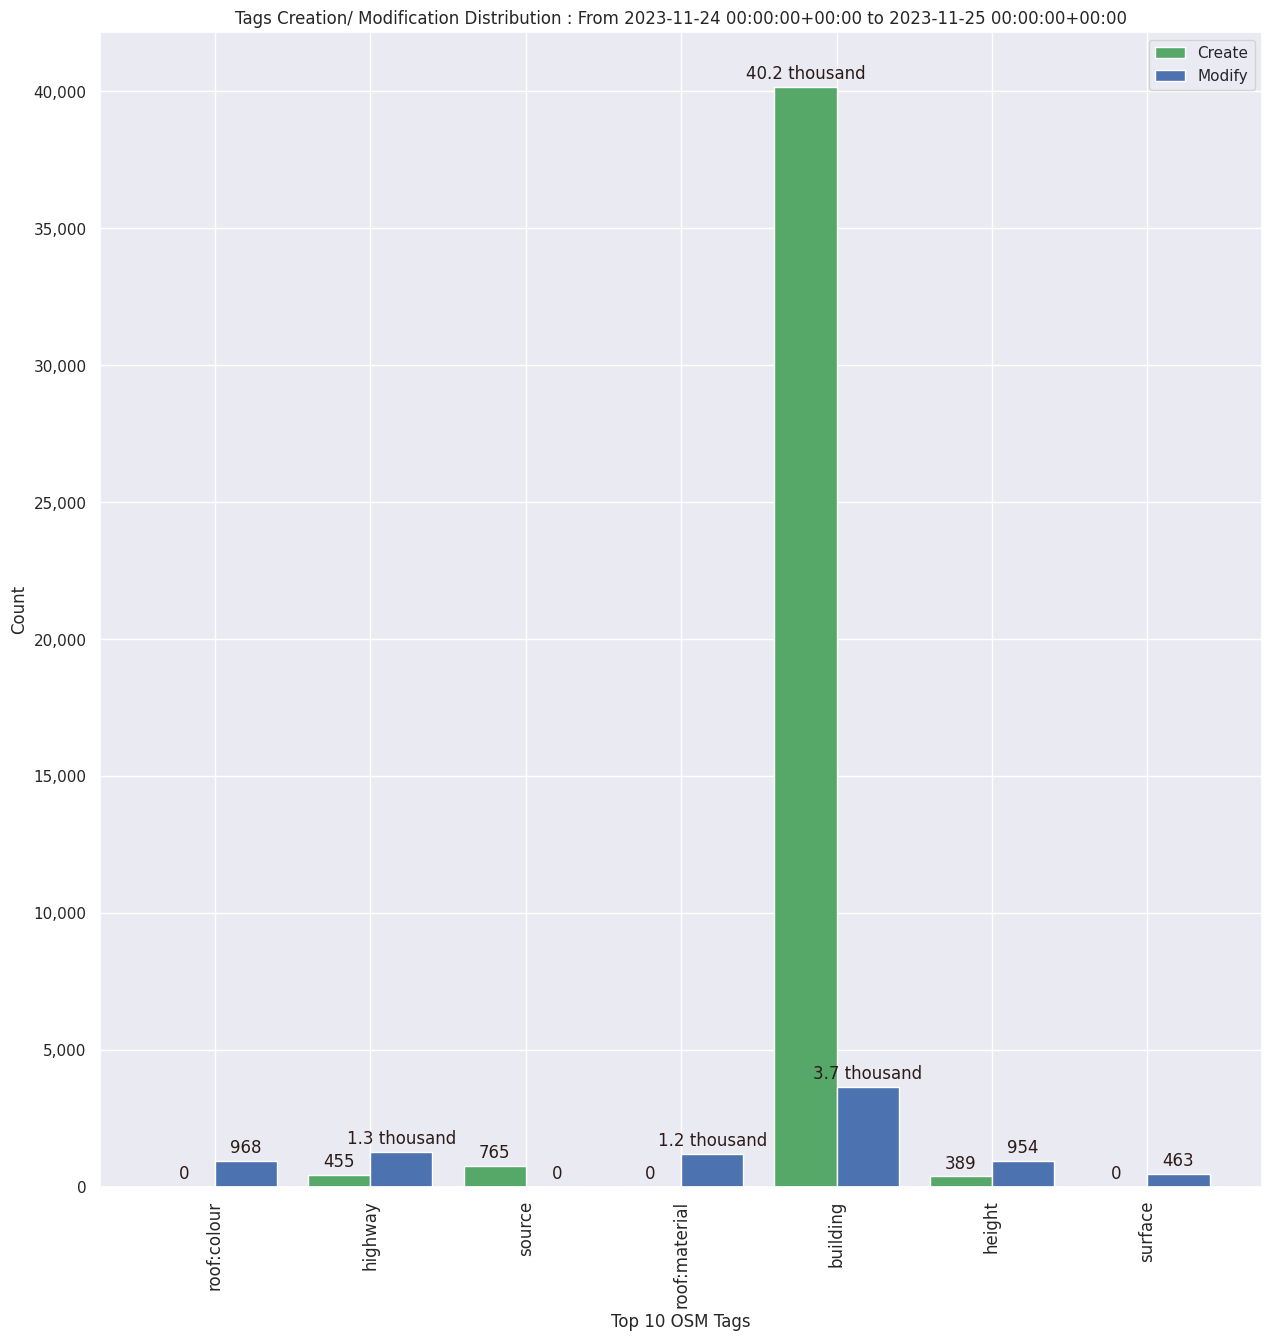 Tags Creation/ Modification Distribution : From 2023-11-24 00:00:00+00:00 to 2023-11-25 00:00:00+00:00
Create
Modify
40.2 thousand
40,000
35,000
30,000
25,000
20,000
15,000
10,000
5,000
0
Count
0
968
455
1.3 thousand
765
0
0
1.2 thousand
3.7 thousand
389
954
0
463
roof:colour
highway
source
roof:material
building
height
surface
Top 10 OSM Tags